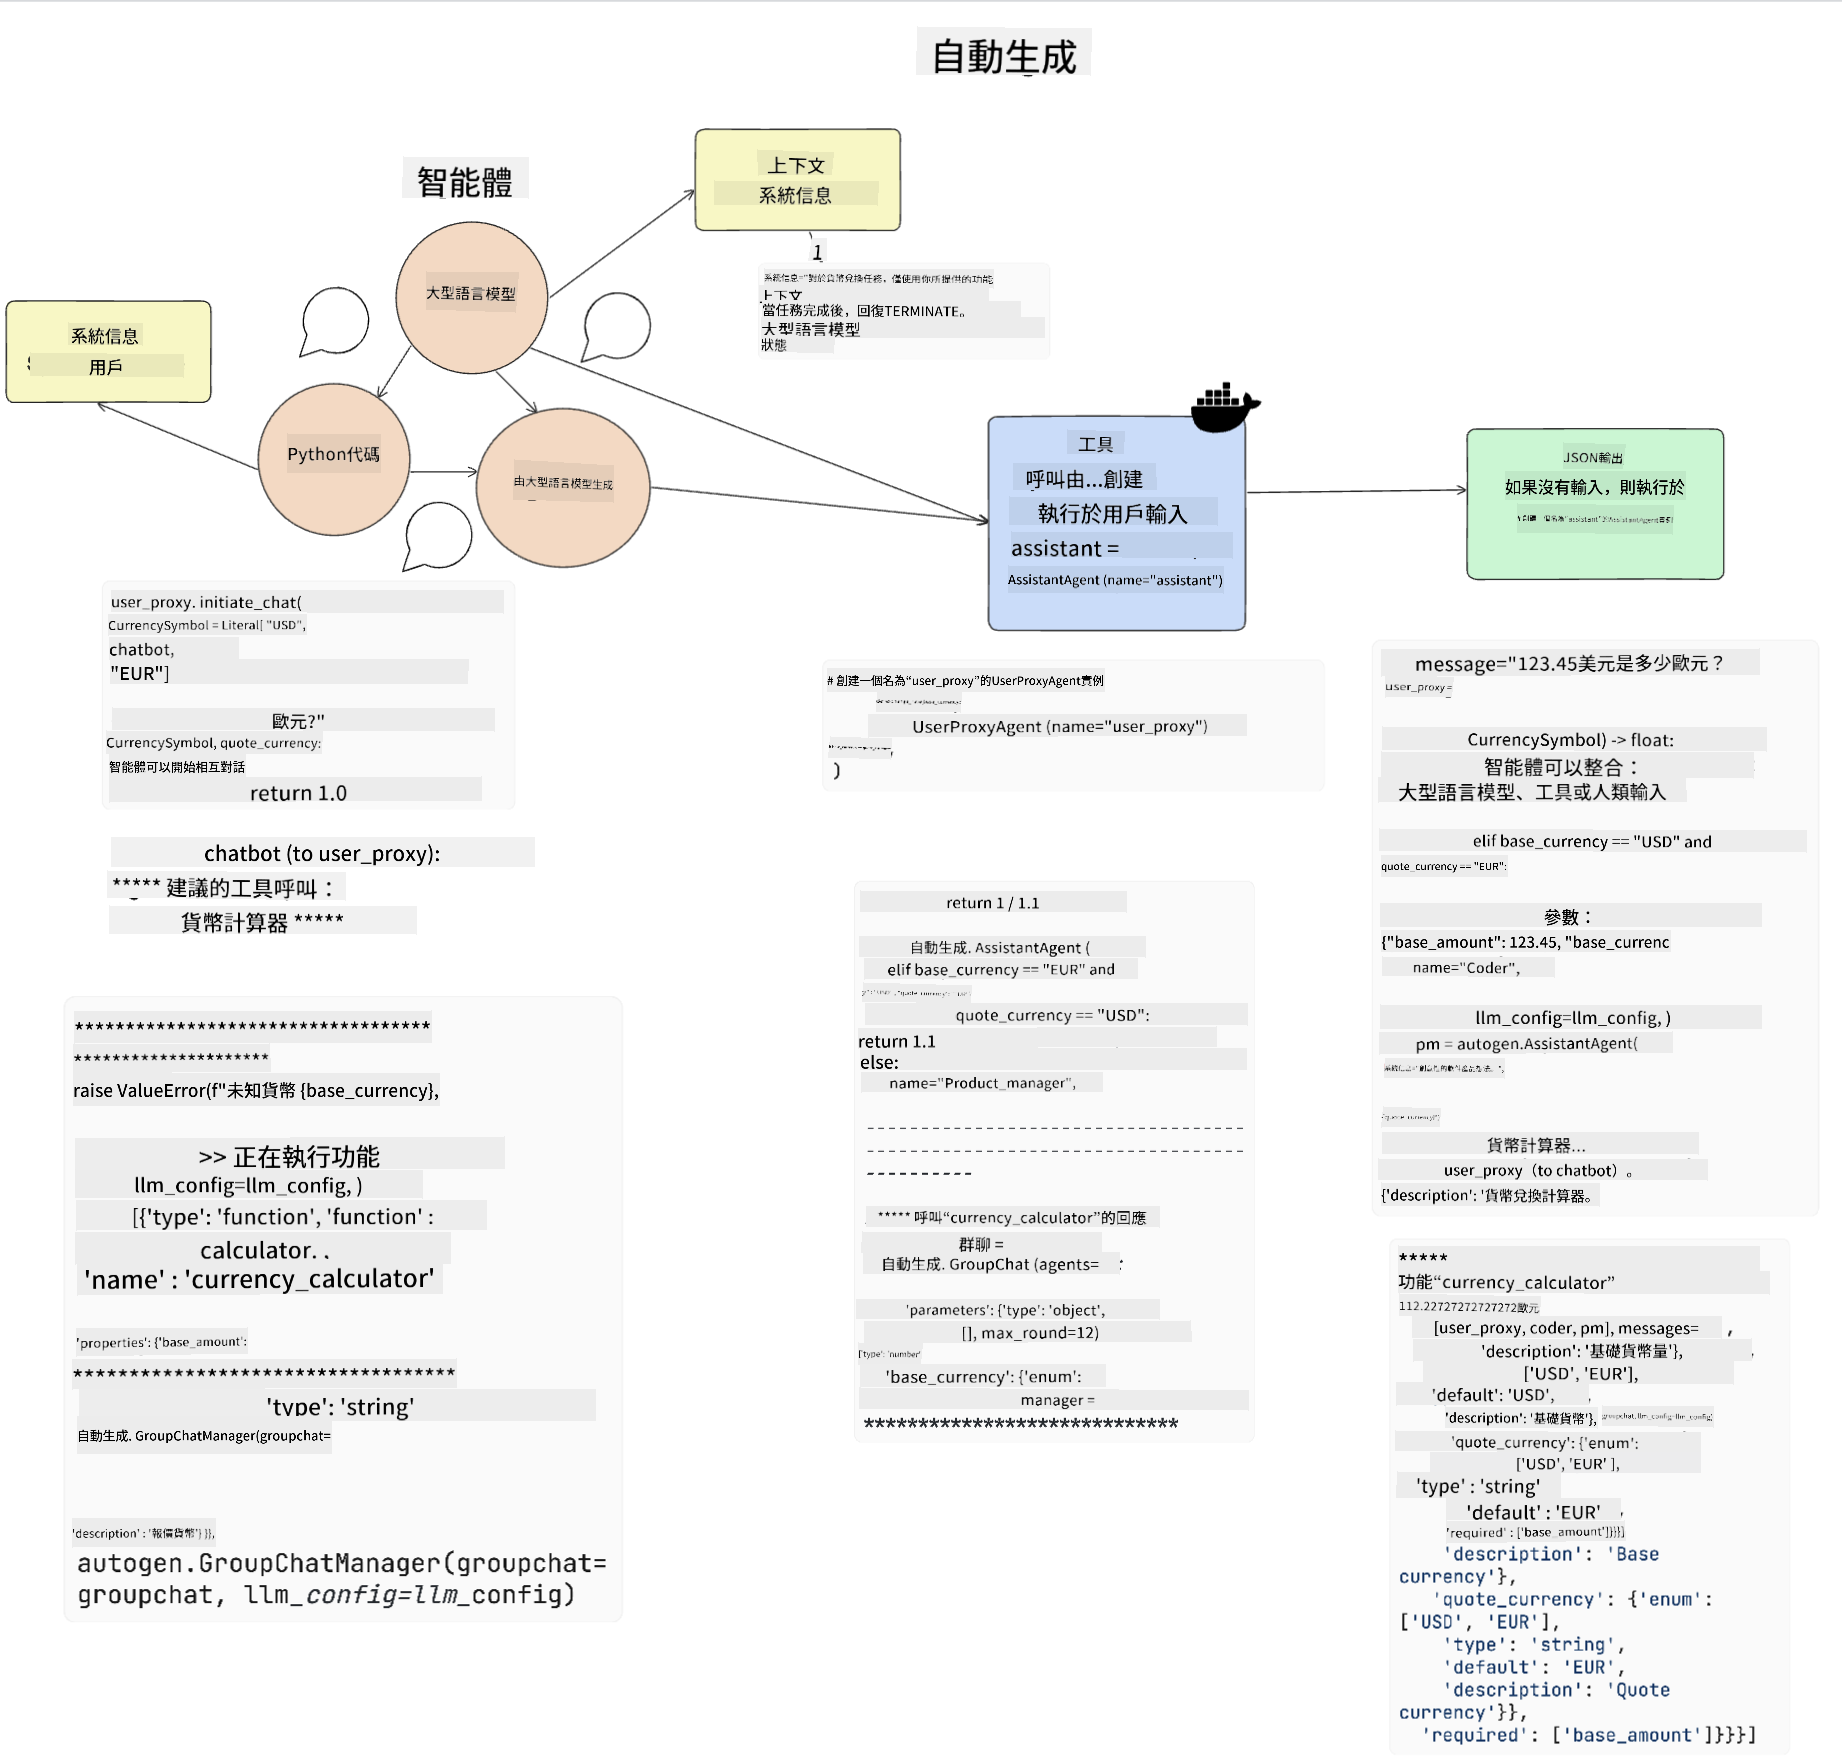 自動生成
智能體
上下文
系統信息
1
系統信息="對於貨幣兌換任務，僅使用你所提供的功能
上下文
當任務完成後，回復TERMINATE。
大型語言模型
狀態
大型語言模型
系統信息
用戶
Python代碼
由大型語言模型生成
工具
呼叫由...創建
執行於用戶輸入
assistant =
AssistantAgent (name="assistant")
JSON輸出
如果沒有輸入，則執行於
user_proxy. initiate_chat(
CurrencySymbol = Literal[ "USD",
chatbot,
"EUR"]
歐元?"
CurrencySymbol, quote_currency:
智能體可以開始相互對話
return 1.0
chatbot (to user_proxy):
***** 建議的工具呼叫：
貨幣計算器 *****
***********************************
*********************
raise ValueError(f"未知貨幣 {base_currency},
>> 正在執行功能
llm_config=llm_config, )
[{'type': 'function', 'function' :
calculator. .
'name' : 'currency_calculator'
'properties': {'base_amount':
***********************************
'type': 'string'
自動生成. GroupChatManager(groupchat=
'description' : '報價貨幣'} }},
autogen.GroupChatManager(groupchat=
groupchat, llm_config=llm_config)
# 創建一個名為“user_proxy”的UserProxyAgent實例
UserProxyAgent (name="user_proxy")
)
return 1 / 1.1
自動生成. AssistantAgent (
elif base_currency == "EUR" and
quote_currency == "USD":
return 1.1
else:
name="Product_manager",
----------------------------
----------------------------
----------
***** 呼叫“currency_calculator”的回應
群聊 =
自動生成. GroupChat (agents=
'parameters': {'type': 'object',
[], max_round=12)
{'type': 'number'
'base_currency': {'enum':
manager =
*****************************
message="123.45美元是多少歐元？
user_proxy =
CurrencySymbol) -> float:
智能體可以整合：
大型語言模型、工具或人類輸入
elif base_currency == "USD" and
quote_currency == "EUR":
參數：
{"base_amount": 123.45, "base_currenc
name="Coder",
llm_config=llm_config, )
pm = autogen.AssistantAgent(
系統信息="創意性的軟件產品想法。",
貨幣計算器...
user_proxy（to chatbot）。
{'description': '貨幣兌換計算器。
*****
功能“currency_calculator”
112.22727272727272歐元
[user_proxy, coder, pm], messages=
'description': '基礎貨幣量'},
['USD', 'EUR'],
'default': 'USD',
'description': '基礎貨幣'}, groupchat, llm_config=llm_config)
'quote_currency': {'enum':
['USD', 'EUR' ],
'type' : 'string'
'default' : 'EUR'
'required' : ['base_amount']}}}]
'description': 'Base
currency'},
'quote_currency': {'enum':
['USD', 'EUR'],
'type': 'string',
'default': 'EUR',
'description': 'Quote
currency'}},
'required': ['base_amount']}}}]